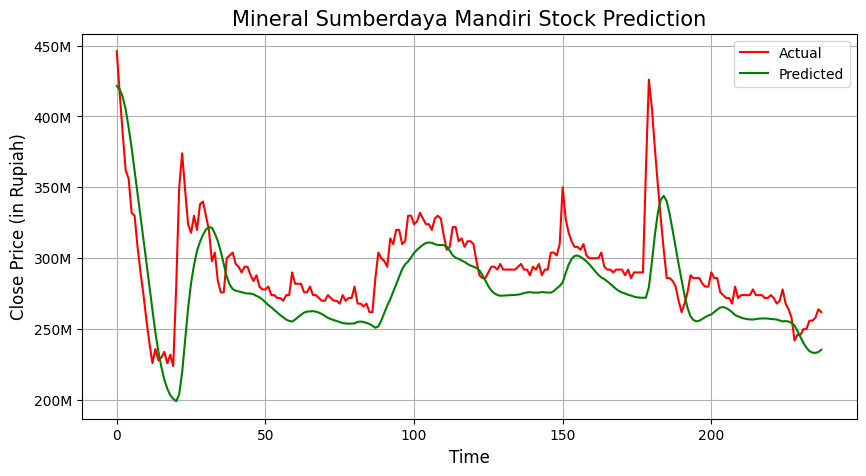 Mineral Sumberdaya Mandiri Stock Prediction
Actual
Predicted
Close Price (in Rupiah)
450M
400M
350M
300M
250M
200M
0 50 100 150 200
Time